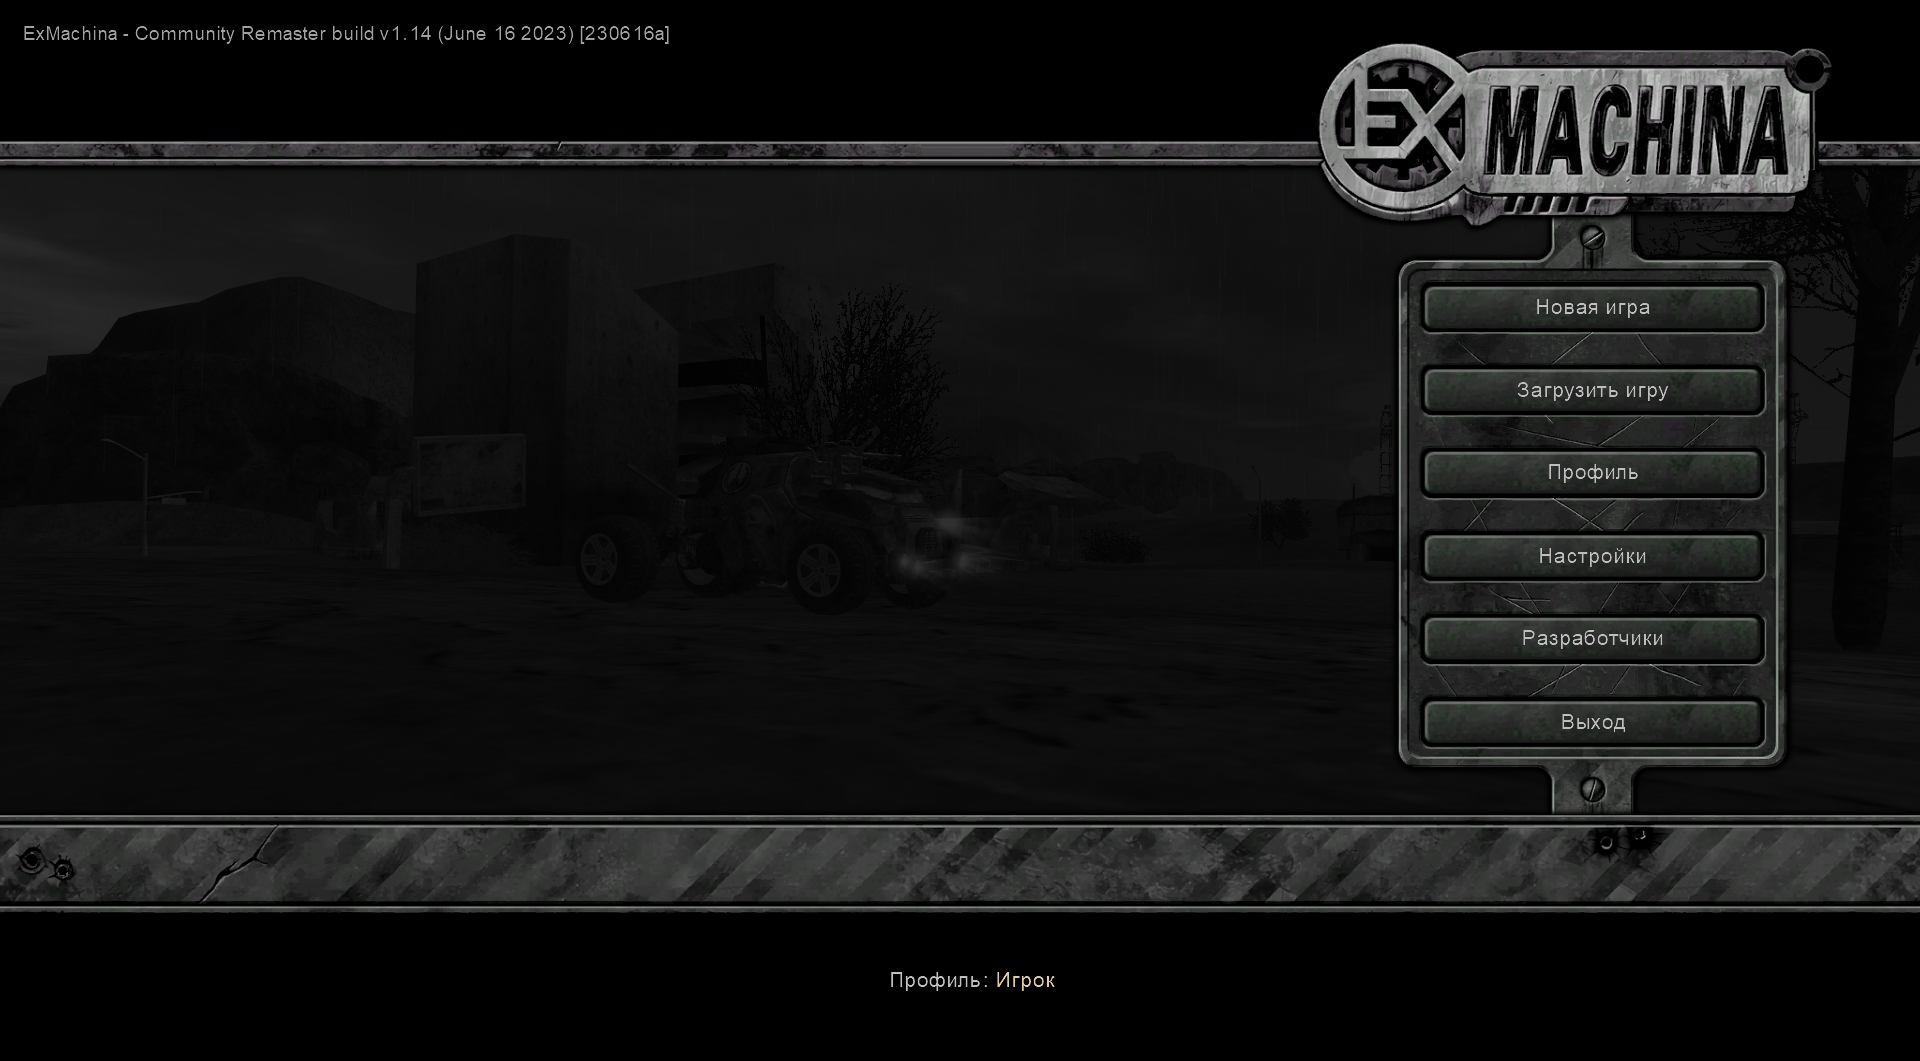 ExMachina - Community Remaster build v1.14 (June 16 2023) [230616a]
EX MACHINA
Новая игра
Загрузить игру
Профиль
Настройки
Разработчики
Выход
Профиль: Игрок